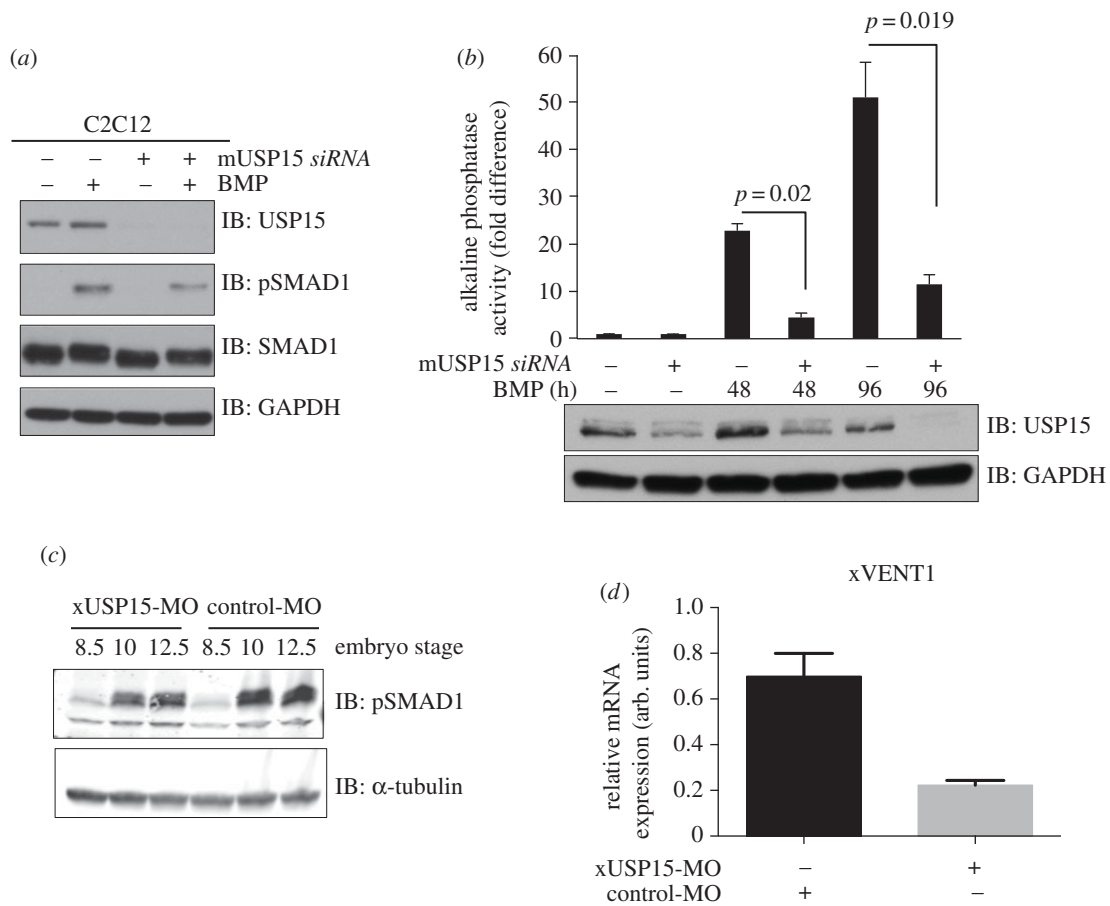 (a)
C2C12
– – + + mUSP15 siRNA
– + – + BMP
IB: USP15
IB: pSMAD1
IB: SMAD1
IB: GAPDH
(b)
alkaline phosphatase
activity (fold difference)
60
50
40
30
20
10
0
p = 0.02
p = 0.019
mUSP15 siRNA – + – + – +
BMP (h) – – 48 48 96 96
IB: USP15
IB: GAPDH
(c)
xUSP15-MO control-MO
8.5 10 12.5 8.5 10 12.5 embryo stage
IB: pSMAD1
IB: α-tubulin
(d)
xVENT1
relative mRNA
expression (arb. units)
1.0
0.8
0.6
0.4
0.2
0
xUSP15-MO – +
control-MO + –